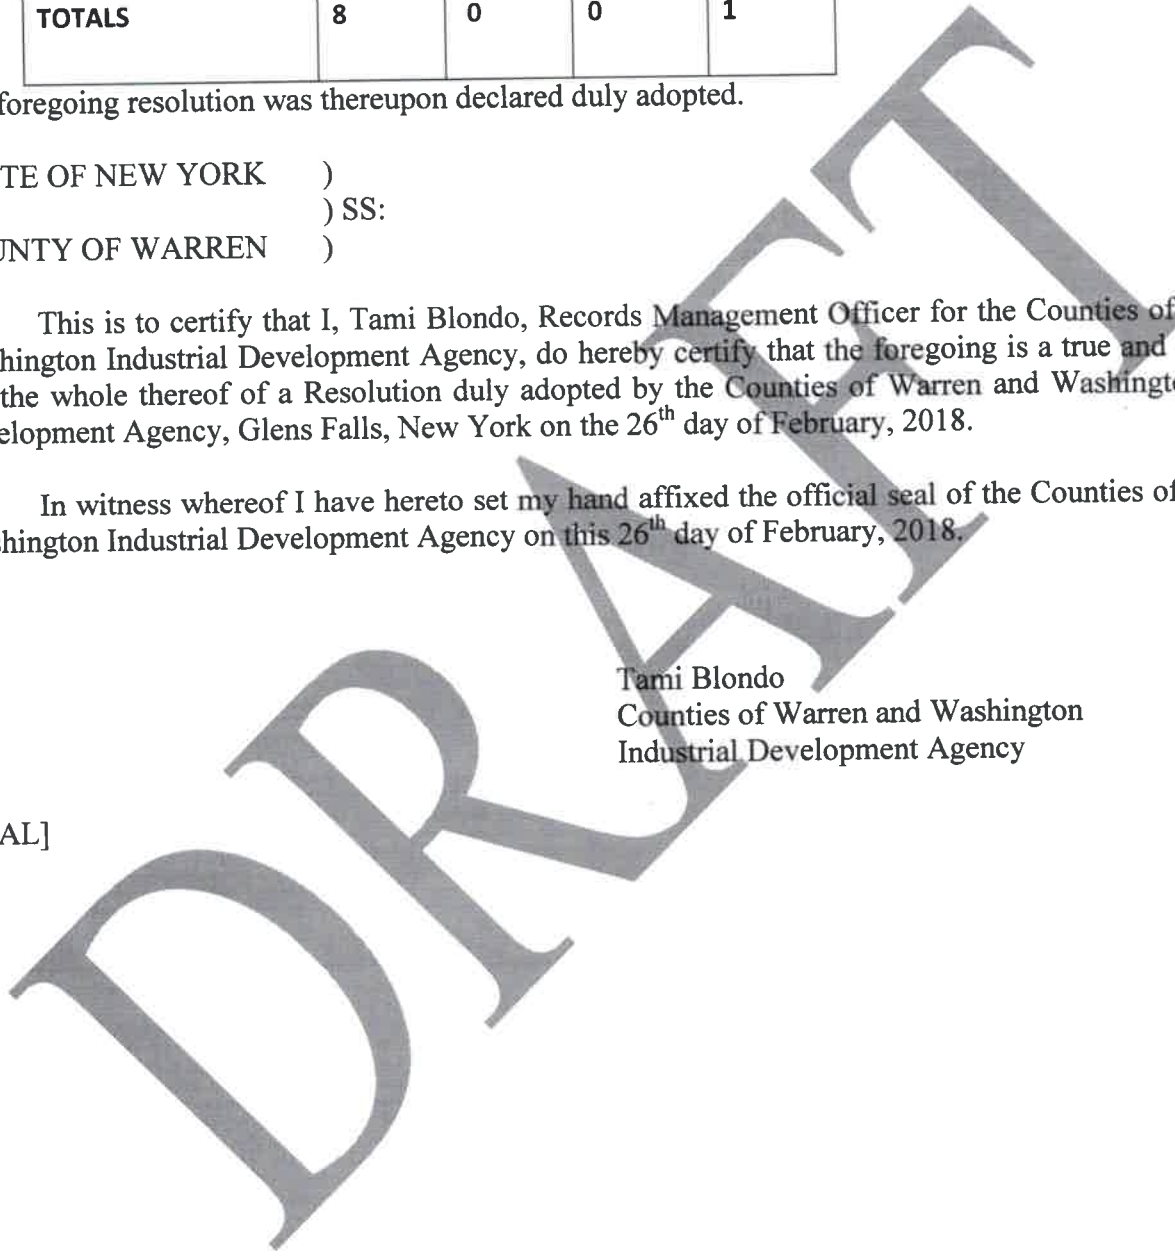 TOTALS 8 0 0 1
foregoing resolution was thereupon declared duly adopted.
TE OF NEW YORK )
) SS:
UNTY OF WARREN )
This is to certify that I, Tami Blondo, Records Management Officer for the Counties of
hington Industrial Development Agency, do hereby certify that the foregoing is a true and
the whole thereof of a Resolution duly adopted by the Counties of Warren and Washingt
elopment Agency, Glens Falls, New York on the 26th day of February, 2018.
In witness whereof I have hereto set my hand affixed the official seal of the Counties of
hington Industrial Development Agency on this 26th day of February, 2018.
Tami Blondo
Counties of Warren and Washington
Industrial Development Agency
AL]
DRAFT